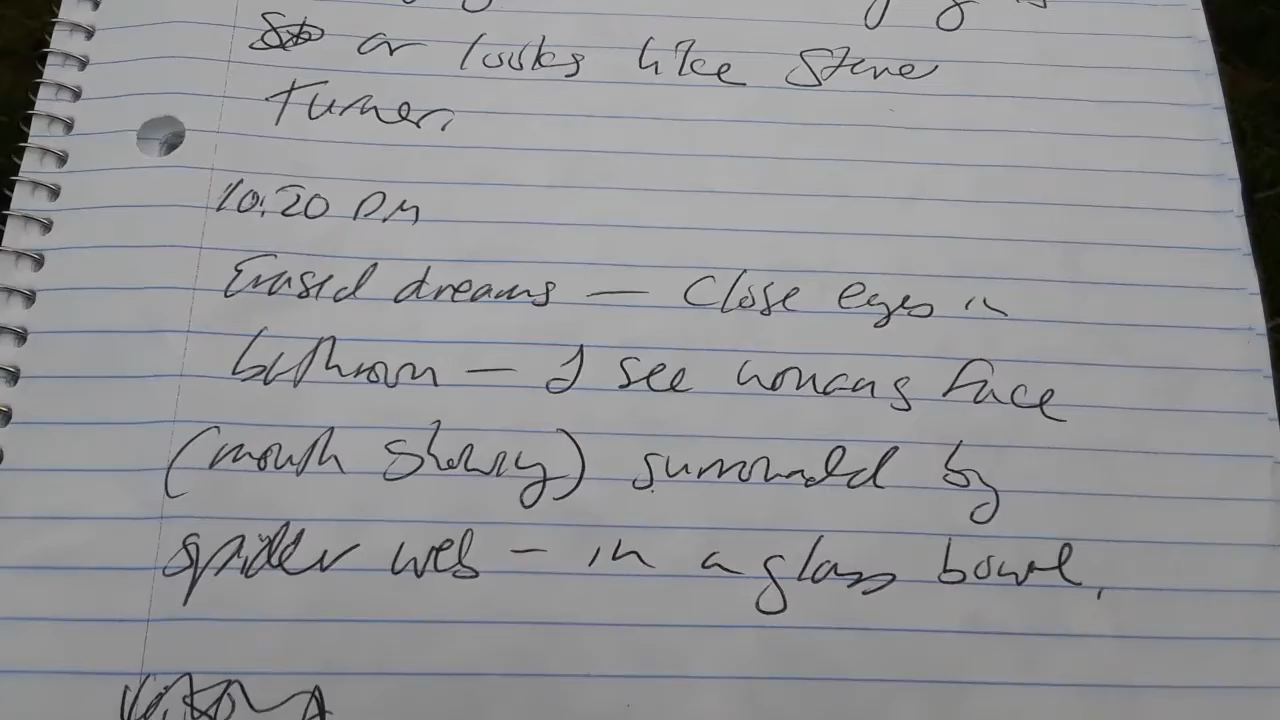 or looks like Steve
Turner.
10.20 PM
Erased dreams — Close eyes in
bathroom — I see womans face
(mouth showing) surrounded by
spider web — in a glass bowl.